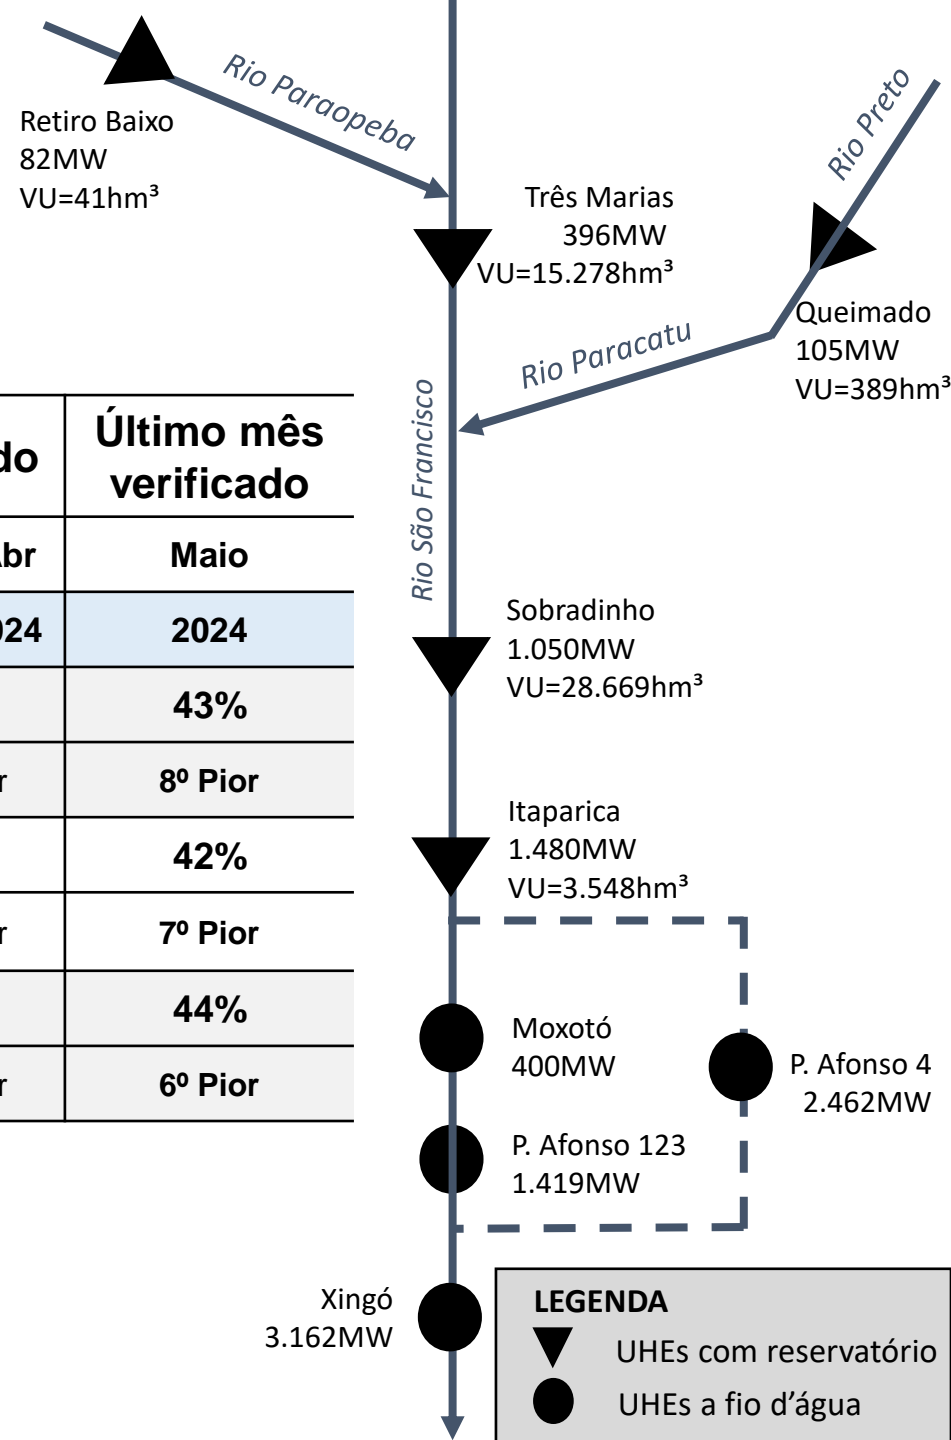 Rio Paraopeba
Rio Preto
Retiro Baixo
82MW
VU=41hm³
Três Marias
396MW
VU=15.278hm³
Queimado
105MW
VU=389hm³
Rio Paracatu
Rio São Francisco
Último mês
verificado
Maio
2024
43%
8º Pior
42%
7º Pior
44%
6º Pior
Sobradinho
1.050MW
VU=28.669hm³
Itaparica
1.480MW
VU=3.548hm³
Moxotó
400MW
P. Afonso 4
2.462MW
P. Afonso 123
1.419MW
Xingó
3.162MW
LEGENDA
UHEs com reservatório
UHEs a fio d'água